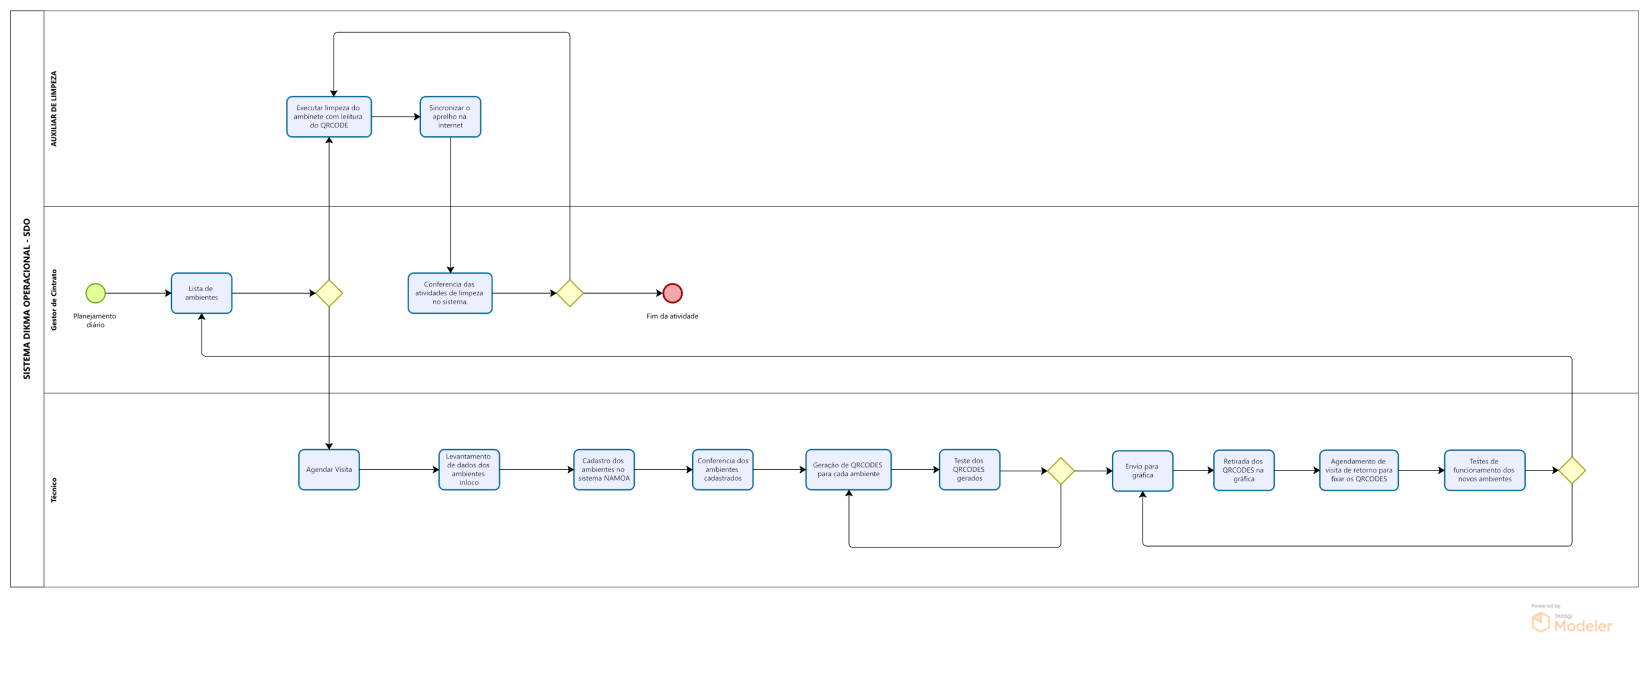 SISTEMA DIKMA OPERACIONAL - SDO
AUXILIAR DE LIMPEZA
Executar limpeza do
ambinete com leiitura
do QRCODE
Sincronizar o
aprelho na
internet
Gestor de Cintrato
Planejamento
diário
Lista de
ambientes
Conferencia das
atividades de limpeza
no sistema.
Fim da atividade
Técnico
Agendar Visita
Levantamento
de dados dos
ambientes
inloco
Cadastro dos
ambientes no
sistema NAMOA
Conferencia dos
ambientes
cadastrados
Geração de QRCODES
para cada ambiente
Teste dos
QRCODES
gerados
Envio para
gráfica
Retirada dos
QRCODES na
gráfica
Agendamento de
visita de retorno para
fixar os QRCODES
Testes de
funcionamento dos
novos ambientes
Powered by
bizagi
Modeler